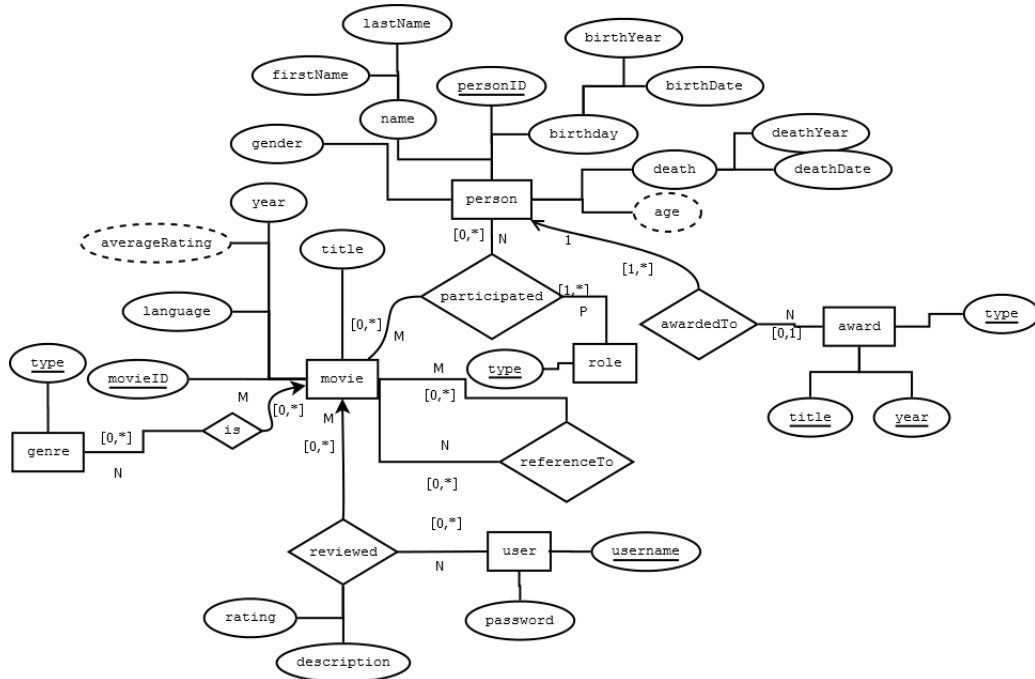 lastName
birthYear
firstName
personID
birthDate
name
birthday
deathYear
gender
death
deathDate
person
age
year
[0,*]
N
1
averageRating
title
[1,*]
participated
[1,*]
language
[0,*]
P
M
awardedTo
N
[0,1]
award
type
type
movieID
movie
type
role
M
M
[0,*]
[0,*]
M
title
year
genre
[0,*]
is
[0,*]
N
referenceTo
N
[0,*]
[0,*]
reviewed
user
username
N
rating
password
description